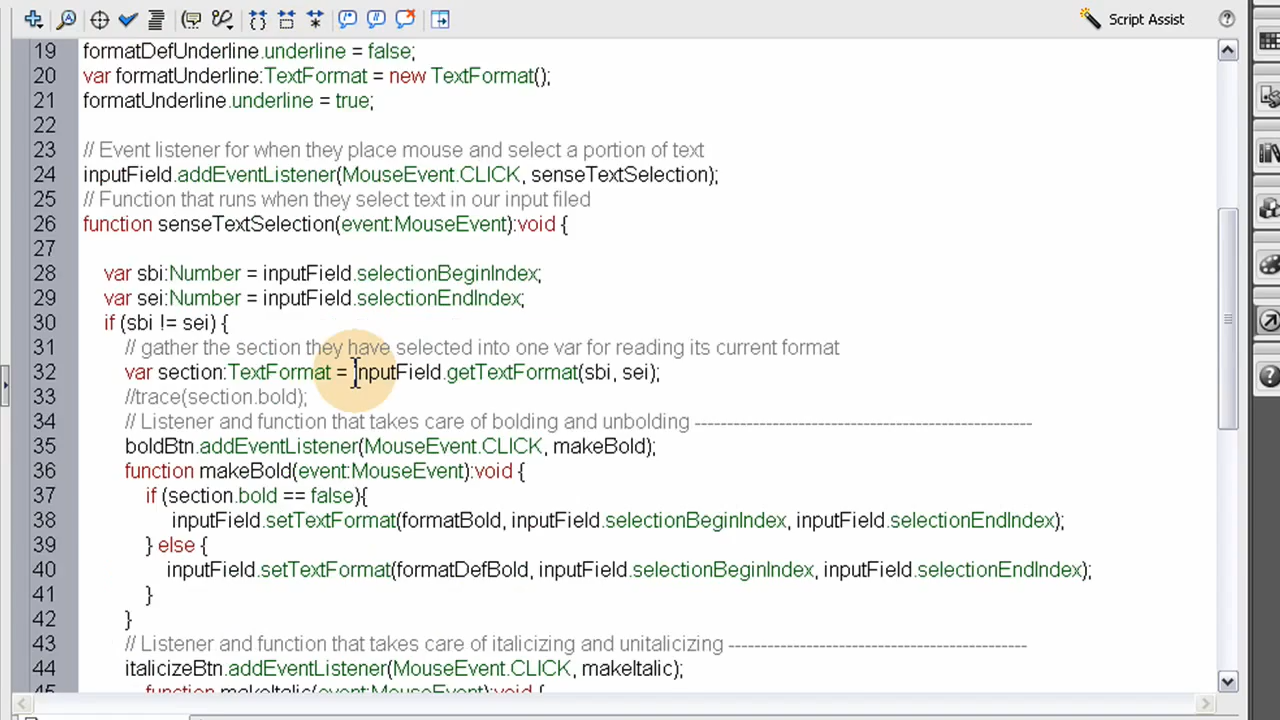 Script Assist
19 formatDefUnderline.underline = false;
20 var formatUnderline:TextFormat = new TextFormat();
21 formatUnderline.underline = true;
22
23 // Event listener for when they place mouse and select a portion of text
24 inputField.addEventListener(MouseEvent.CLICK, senseTextSelection);
25 // Function that runs when they select text in our input filed
26 function senseTextSelection(event:MouseEvent):void {
27
28 var sbi:Number = inputField.selectionBeginIndex;
29 var sei:Number = inputField.selectionEndIndex;
30 if (sbi != sei) {
31 // gather the section they have selected into one var for reading its current format
32 var section:TextFormat = inputField.getTextFormat(sbi, sei);
33 //trace(section.bold);
34 // Listener and function that takes care of bolding and unbolding ------------------------------------------------
35 boldBtn.addEventListener(MouseEvent.CLICK, makeBold);
36 function makeBold(event:MouseEvent):void {
37 if (section.bold == false){
38 inputField.setTextFormat(formatBold, inputField.selectionBeginIndex, inputField.selectionEndIndex);
39 } else {
40 inputField.setTextFormat(formatDefBold, inputField.selectionBeginIndex, inputField.selectionEndIndex);
41 }
42 }
43 // Listener and function that takes care of italicizing and unitalicizing ------------------------------------------
44 italicizeBtn.addEventListener(MouseEvent.CLICK, makeItalic);
45 function makeItalic(event:MouseEvent):void {